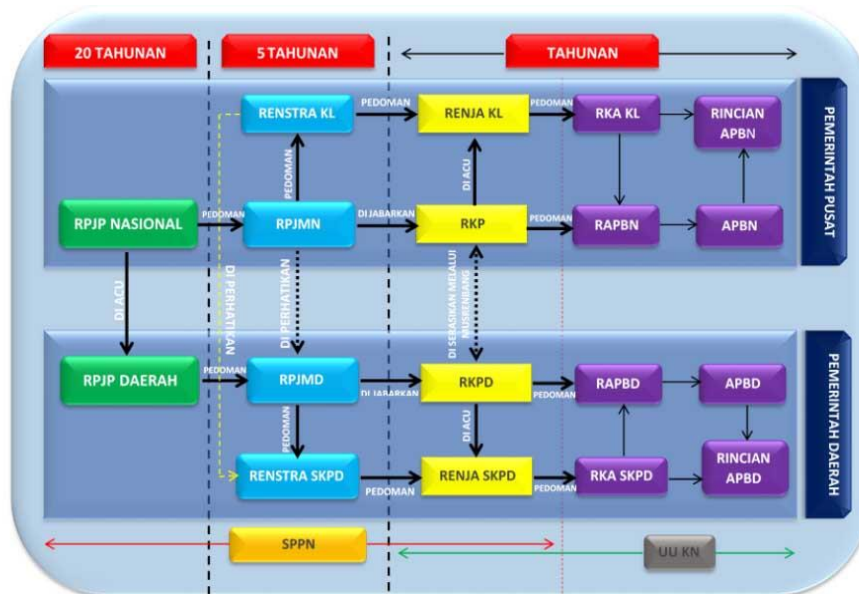 20 TAHUNAN
5 TAHUNAN
TAHUNAN
RENSTRA KL
PEDOMAN
RENJA KL
PEDOMAN
RKA KL
RINCIAN
APBN
PEDOMAN
DI ACU
RPJP NASIONAL
PEDOMAN
RPJMN
DI JABARKAN
RKP
PEDOMAN
RAPBN
APBN
PEMERINTAH PUSAT
DI ACU
DI PERHATIKAN
DI PERHATIKAN
DI SERASIKAN MELALUI
MUSRENBANG
RPJP DAERAH
PEDOMAN
RPJMD
DI JABARKAN
RKPD
PEDOMAN
RAPBD
APBD
PEDOMAN
DI ACU
RENSTRA SKPD
PEDOMAN
RENJA SKPD
PEDOMAN
RKA SKPD
RINCIAN
APBD
PEMERINTAH DAERAH
SPPN
UU KN